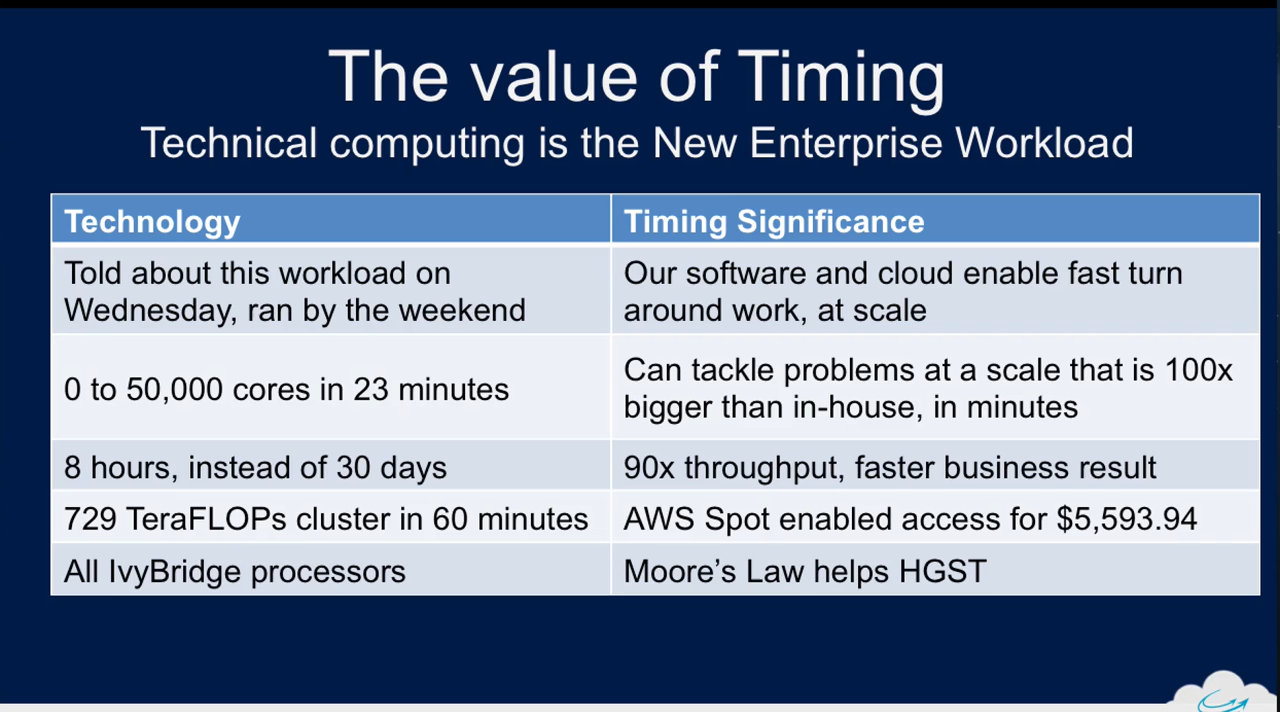 The value of Timing
Technical computing is the New Enterprise Workload
Technology
Timing Significance
Told about this workload on
Wednesday, ran by the weekend
Our software and cloud enable fast turn
around work, at scale
0 to 50,000 cores in 23 minutes
Can tackle problems at a scale that is 100x
bigger than in-house, in minutes
8 hours, instead of 30 days
90x throughput, faster business result
729 TeraFLOPs cluster in 60 minutes
AWS Spot enabled access for $5,593.94
All IvyBridge processors
Moore’s Law helps HGST